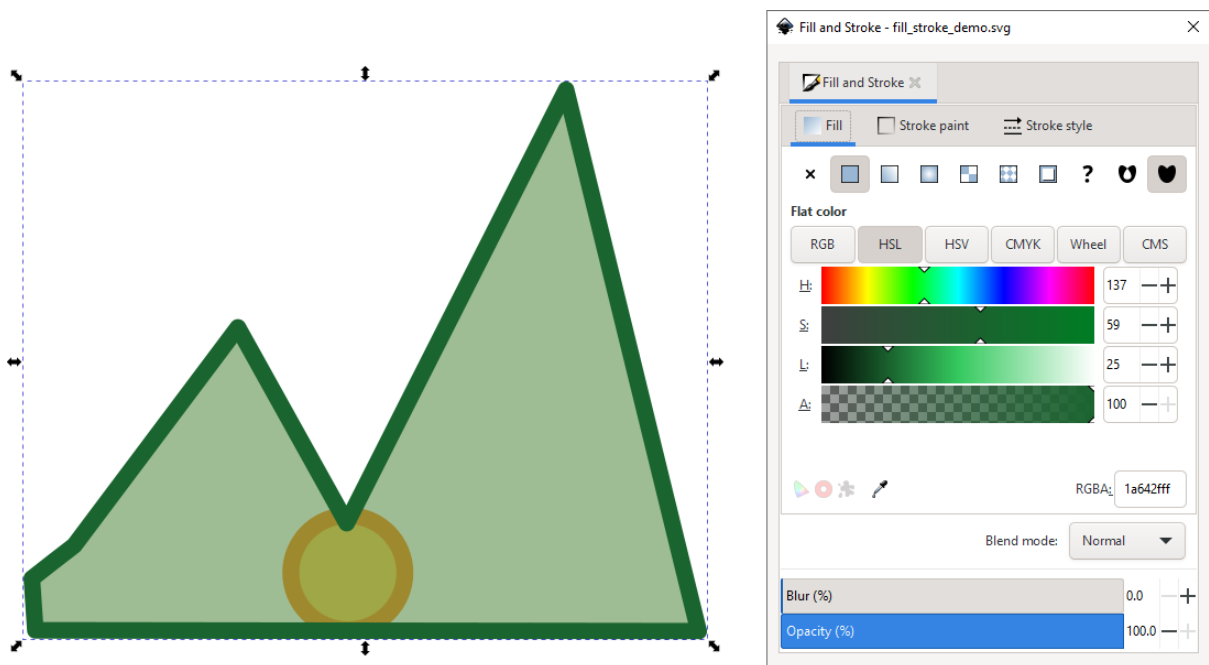 Fill and Stroke - fill_stroke_demo.svg
Fill and Stroke
Fill Stroke paint Stroke style
?
Flat color
RGB HSL HSV CMYK Wheel CMS
H: 137
S: 59
L: 25
A: 100
RGBA: 1a642fff
Blend mode: Normal
Blur (%) 0.0
Opacity (%) 100.0